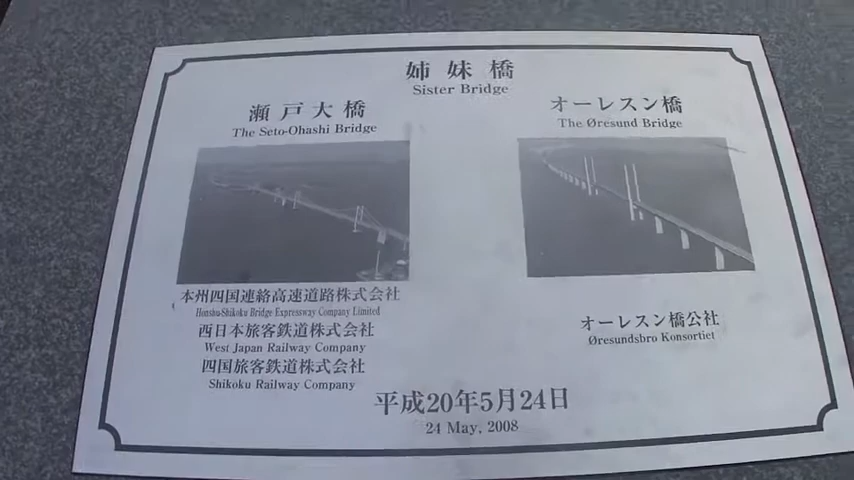 姉妹橋
Sister Bridge
瀬戸大橋
The Seto-Ohashi Bridge
オーレスン橋
The Øresund Bridge
本州四国連絡高速道路株式会社
Honshu-Shikoku Bridge Expressway Company Limited
西日本旅客鉄道株式会社
West Japan Railway Company
四国旅客鉄道株式会社
Shikoku Railway Company
オーレスン橋公社
Øresundsbro Konsortiet
平成20年5月24日
24 May, 2008